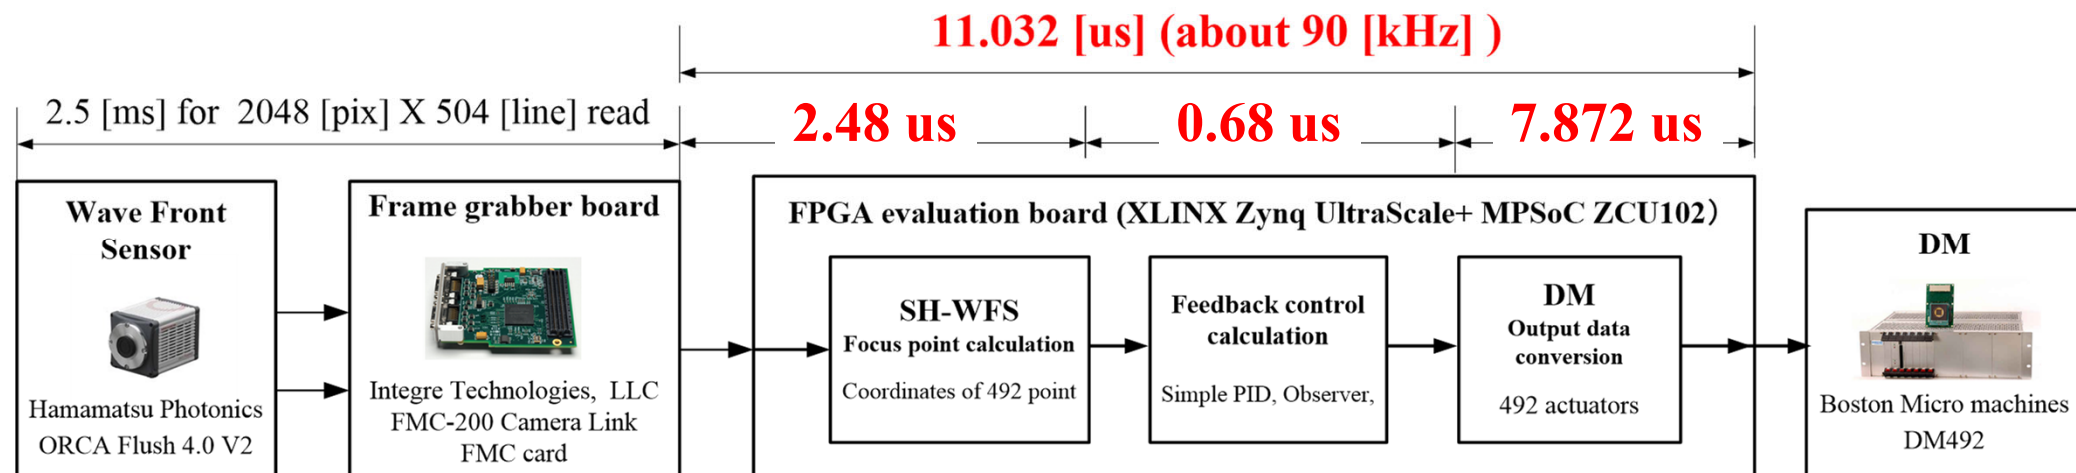 11.032 [us] (about 90 [kHz] )
2.5 [ms] for 2048 [pix] X 504 [line] read
2.48 us
0.68 us
7.872 us
Wave Front
Sensor
Hamamatsu Photonics
ORCA Flush 4.0 V2
Frame grabber board
Integre Technologies, LLC
FMC-200 Camera Link
FMC card
FPGA evaluation board (XLINX Zynq UltraScale+ MPSoC ZCU102）
SH-WFS
Focus point calculation
Coordinates of 492 point
Feedback control
calculation
Simple PID, Observer,
DM
Output data
conversion
492 actuators
DM
Boston Micro machines
DM492